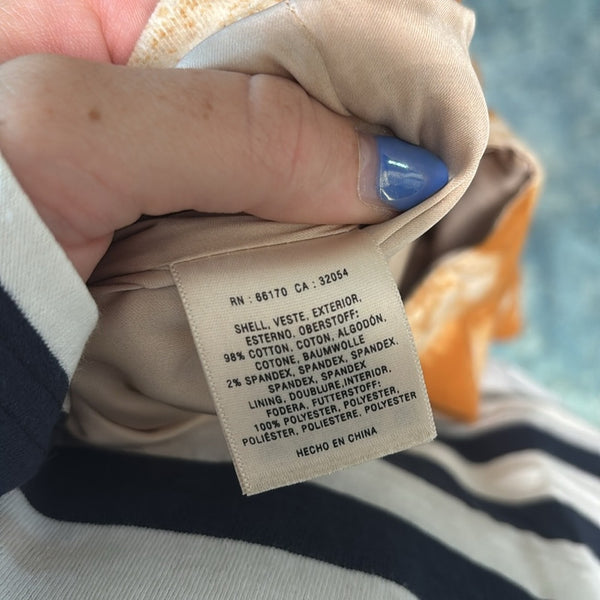 RN : 66170 CA : 32054
SHELL, VESTE, EXTERIOR,
ESTERNO, OBERSTOFF:
98% COTTON, COTON, ALGODÓN,
COTONE, BAUMWOLLE
2% SPANDEX, SPANDEX, SPANDEX,
SPANDEX, SPANDEX
LINING, DOUBLURE,INTERIOR,
FODERA, FUTTERSTOFF:
100% POLYESTER, POLYESTER,
POLIÉSTER, POLIESTERE, POLYESTER
HECHO EN CHINA